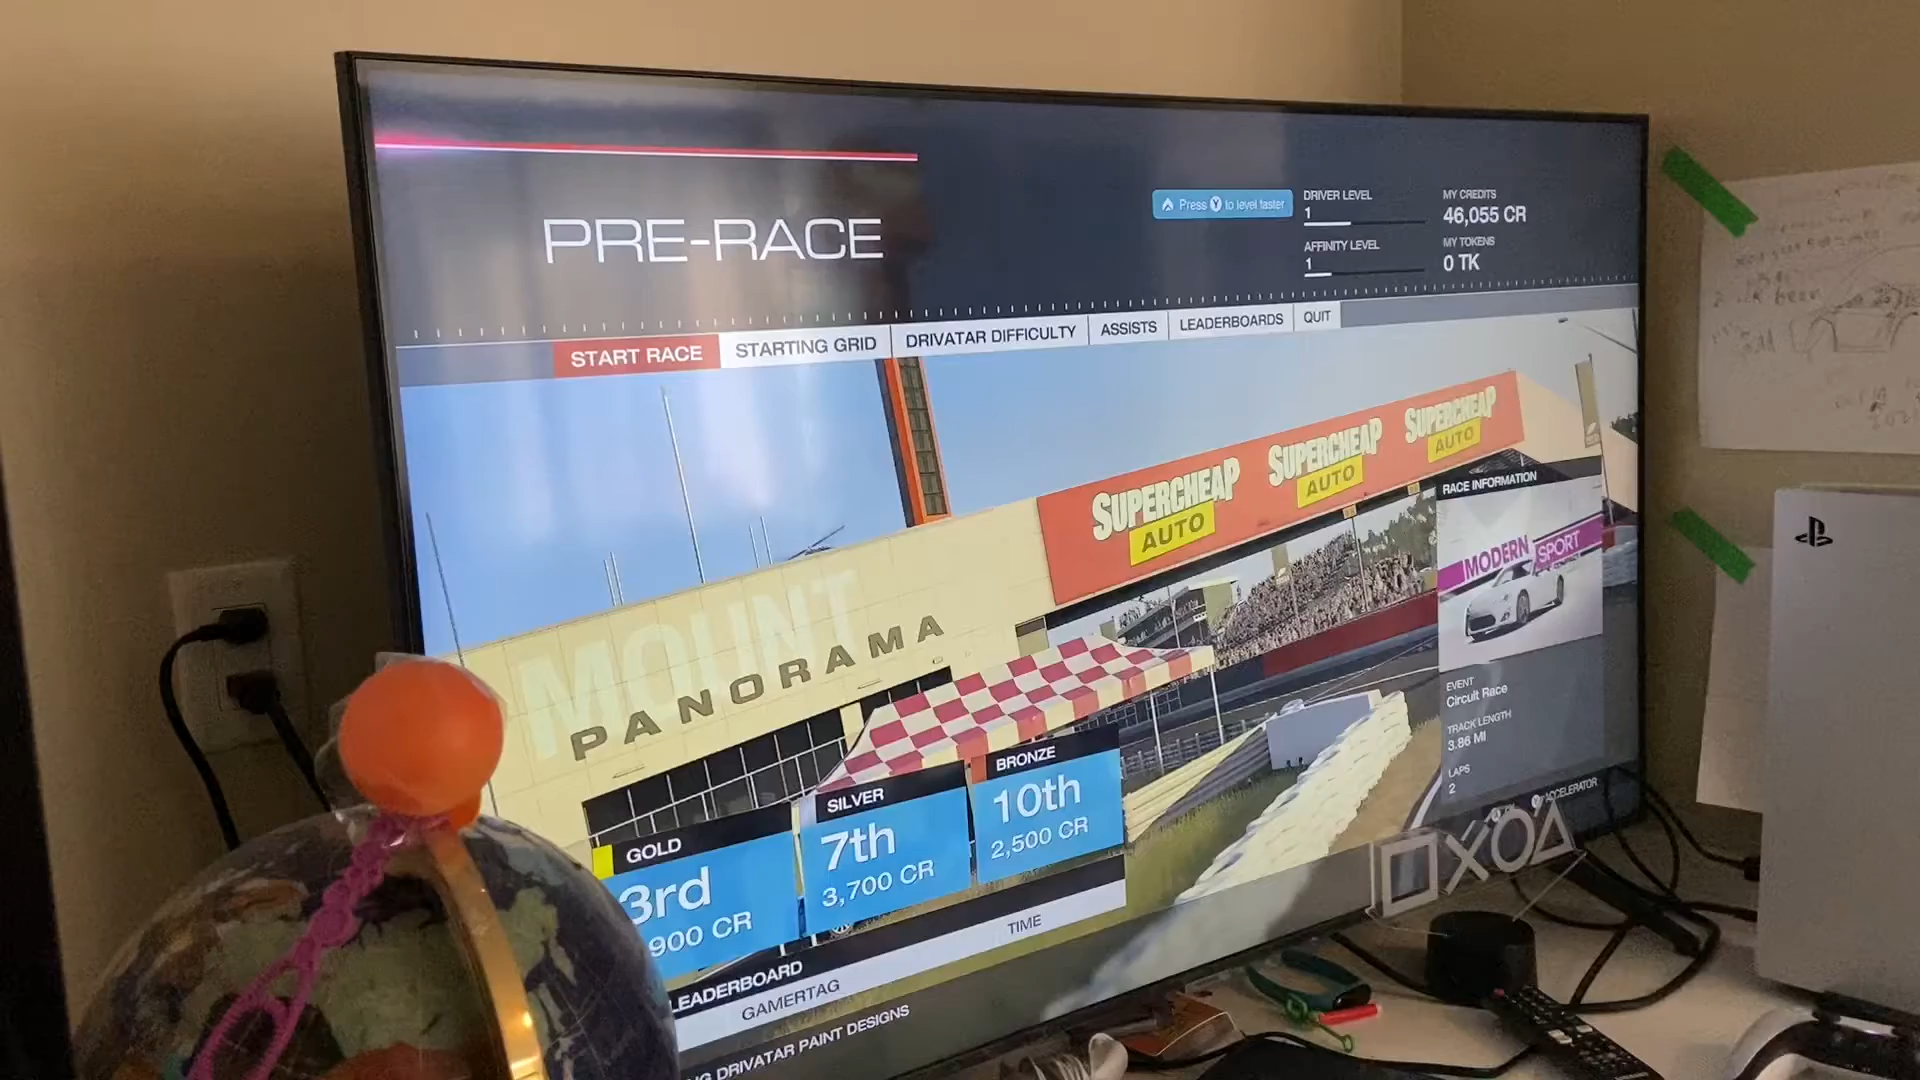 PRE-RACE
Press Y to level faster
DRIVER LEVEL
1
MY CREDITS
46,055 CR
AFFINITY LEVEL
1
MY TOKENS
0 TK
START RACE
STARTING GRID
DRIVATAR DIFFICULTY
ASSISTS
LEADERBOARDS
QUIT
SUPERCHEAP
AUTO
SUPERCHEAP
AUTO
SUPERCHEAP
AUTO
MOUNT
PANORAMA
RACE INFORMATION
MODERN SPORT
EVENT
Circuit Race
TRACK LENGTH
3.86 MI
LAPS
2
GOLD
3rd
900 CR
SILVER
7th
3,700 CR
BRONZE
10th
2,500 CR
LEADERBOARD
GAMERTAG
TIME
DRIVATAR PAINT DESIGNS
ACCELERATOR